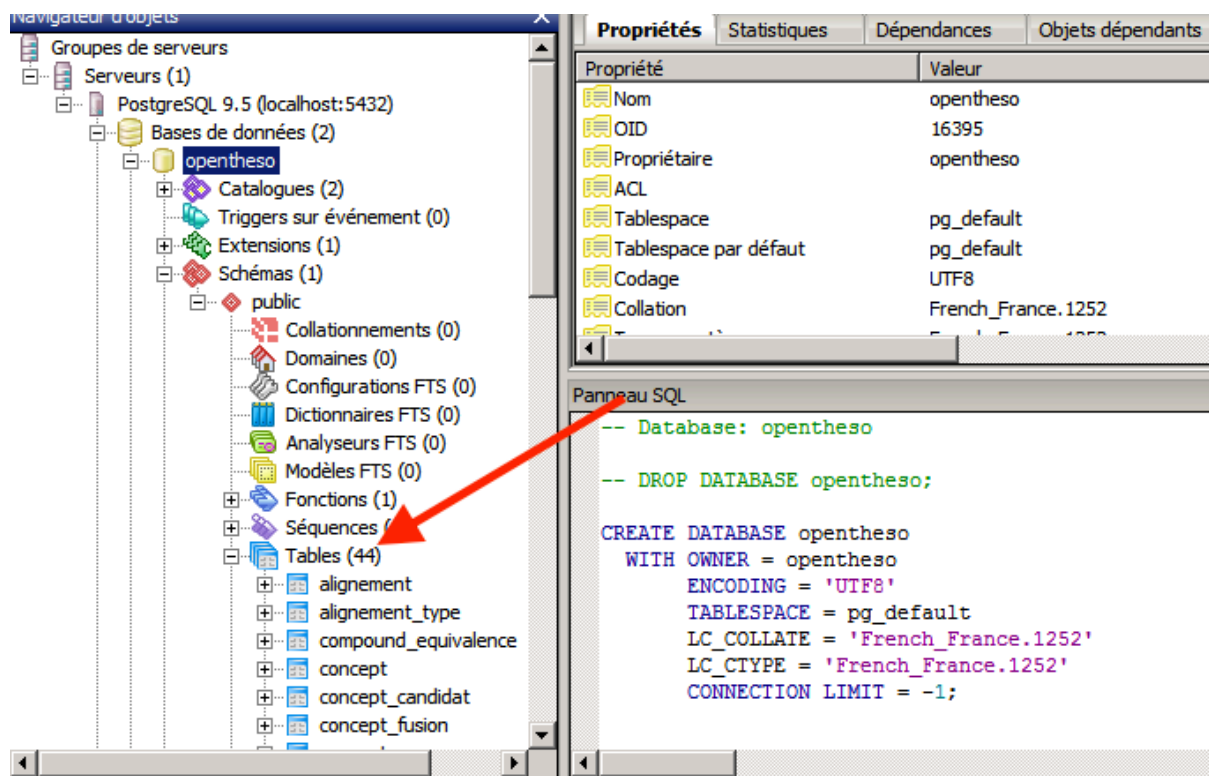 Navigateur d'objets
Groupes de serveurs
Serveurs (1)
PostgreSQL 9.5 (localhost:5432)
Bases de données (2)
opentheso
Catalogues (2)
Triggers sur événement (0)
Extensions (1)
Schémas (1)
public
Collationnements (0)
Domaines (0)
Configurations FTS (0)
Dictionnaires FTS (0)
Analyseurs FTS (0)
Modèles FTS (0)
Fonctions (1)
Séquences
Tables (44)
alignement
alignement_type
compound_equivalence
concept
concept_candidat
concept_fusion
Propriétés Statistiques Dépendances Objets dépendants
Propriété Valeur
Nom opentheso
OID 16395
Propriétaire opentheso
ACL
Tablespace pg_default
Tablespace par défaut pg_default
Codage UTF8
Collation French_France.1252
Panneau SQL
-- Database: opentheso
-- DROP DATABASE opentheso;
CREATE DATABASE opentheso
WITH OWNER = opentheso
ENCODING = 'UTF8'
TABLESPACE = pg_default
LC_COLLATE = 'French_France.1252'
LC_CTYPE = 'French_France.1252'
CONNECTION LIMIT = -1;